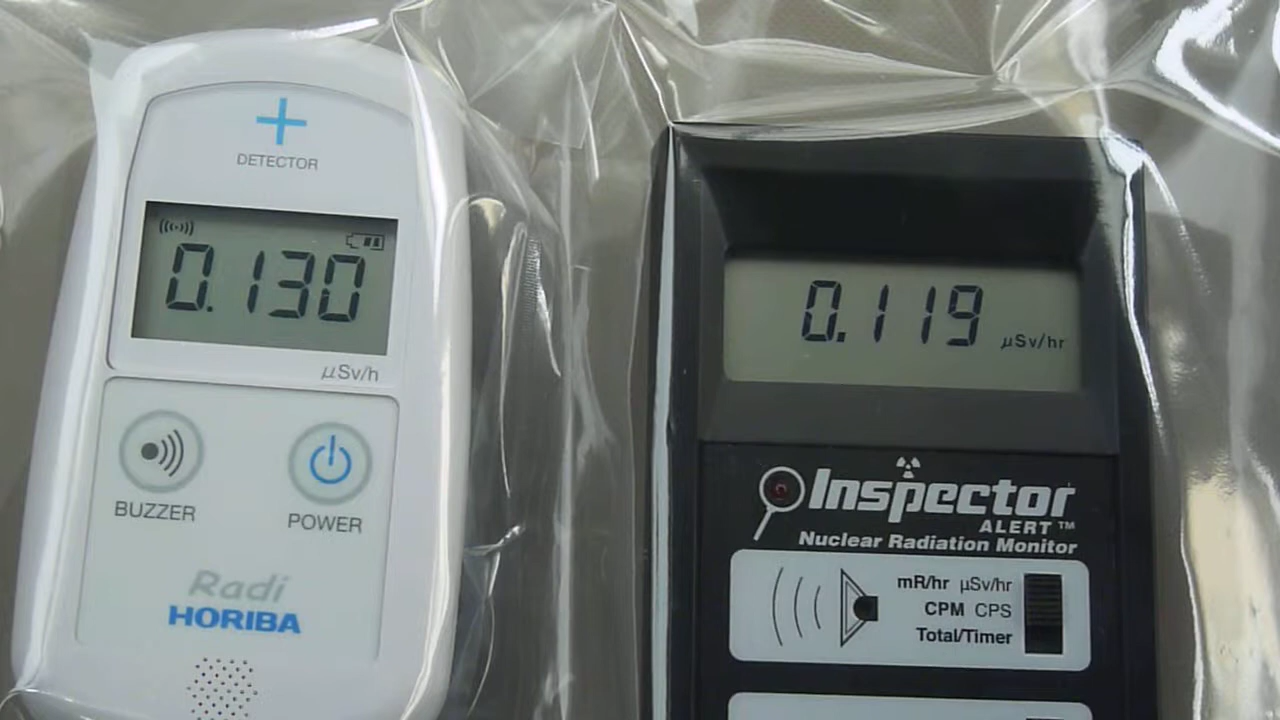 DETECTOR
0.130
μSv/h
BUZZER
POWER
Radi
HORIBA
0.119 μSv/hr
Inspector
ALERT™
Nuclear Radiation Monitor
mR/hr μSv/hr
CPM CPS
Total/Timer